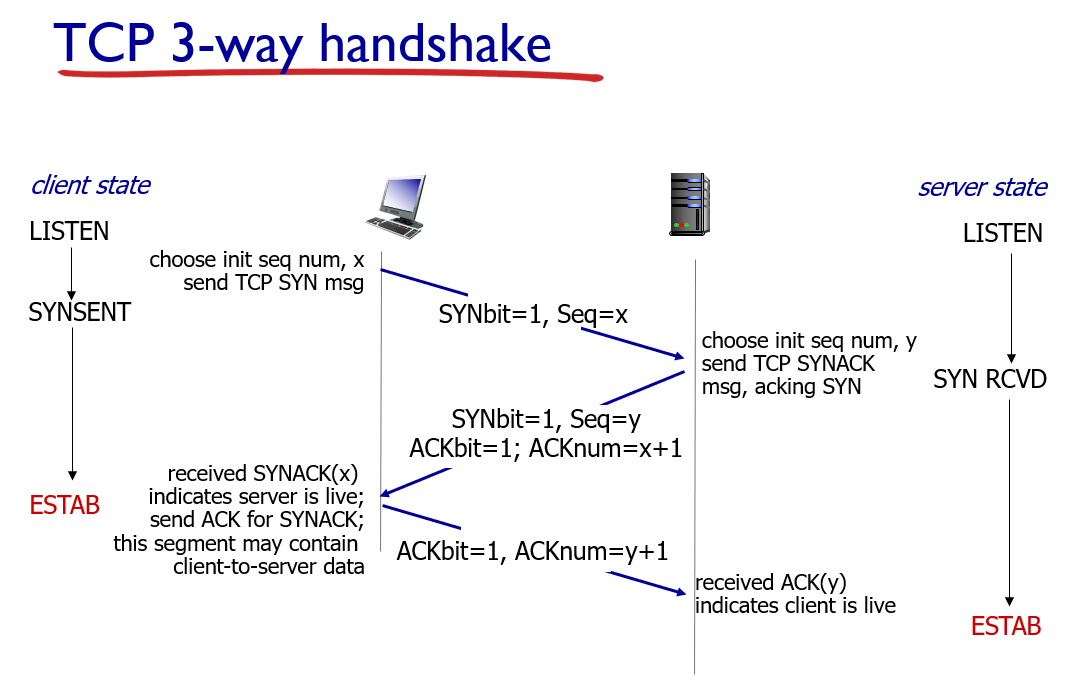 TCP 3-way handshake
client state
server state
LISTEN
LISTEN
choose init seq num, x
send TCP SYN msg
SYNSENT
SYNbit=1, Seq=x
choose init seq num, y
send TCP SYNACK
msg, acking SYN
SYN RCVD
SYNbit=1, Seq=y
ACKbit=1; ACKnum=x+1
received SYNACK(x)
indicates server is live;
send ACK for SYNACK;
this segment may contain
client-to-server data
ESTAB
ACKbit=1, ACKnum=y+1
received ACK(y)
indicates client is live
ESTAB